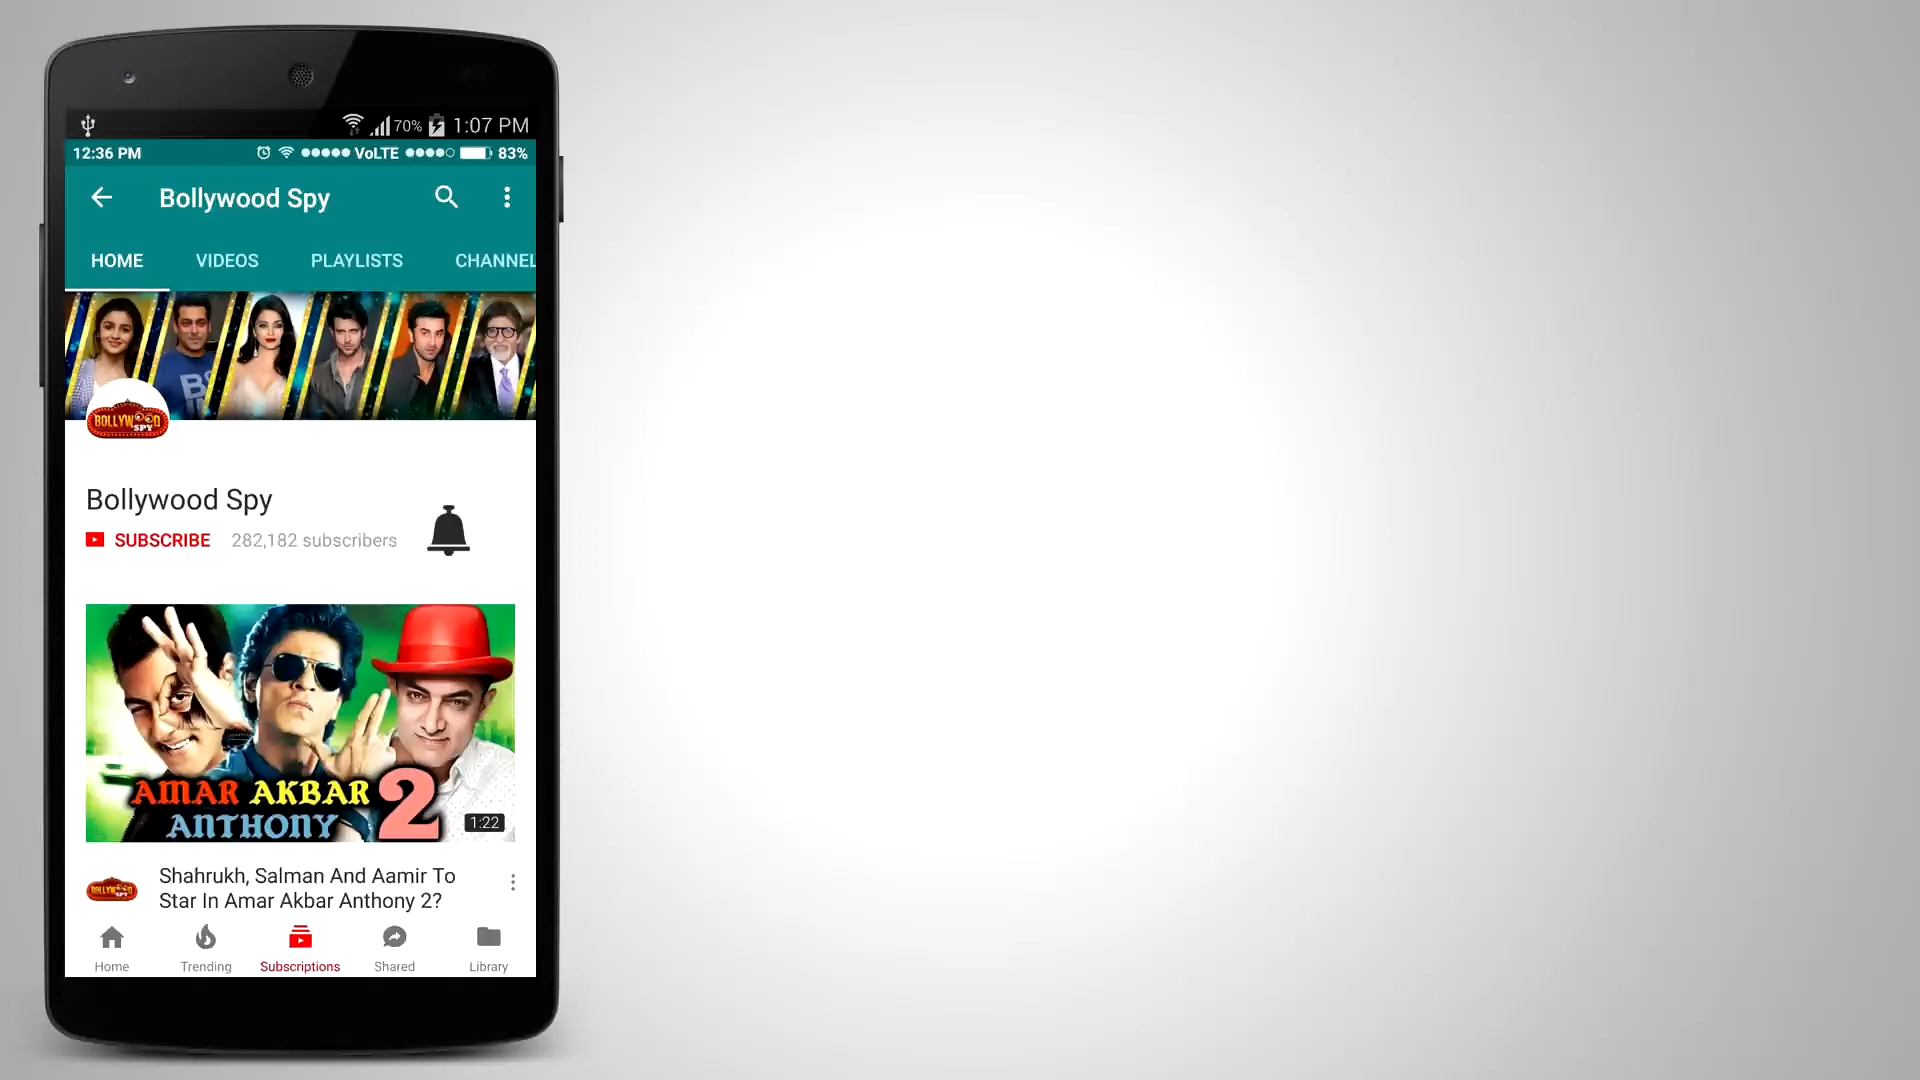 70% 1:07 PM
12:36 PM VoLTE 83%
Bollywood Spy
HOME VIDEOS PLAYLISTS CHANNEL
BOLLYWOOD
SPY
Bollywood Spy
SUBSCRIBE 282,182 subscribers
AMAR AKBAR
ANTHONY 2
1:22
Shahrukh, Salman And Aamir To
Star In Amar Akbar Anthony 2?
Home Trending Subscriptions Shared Library